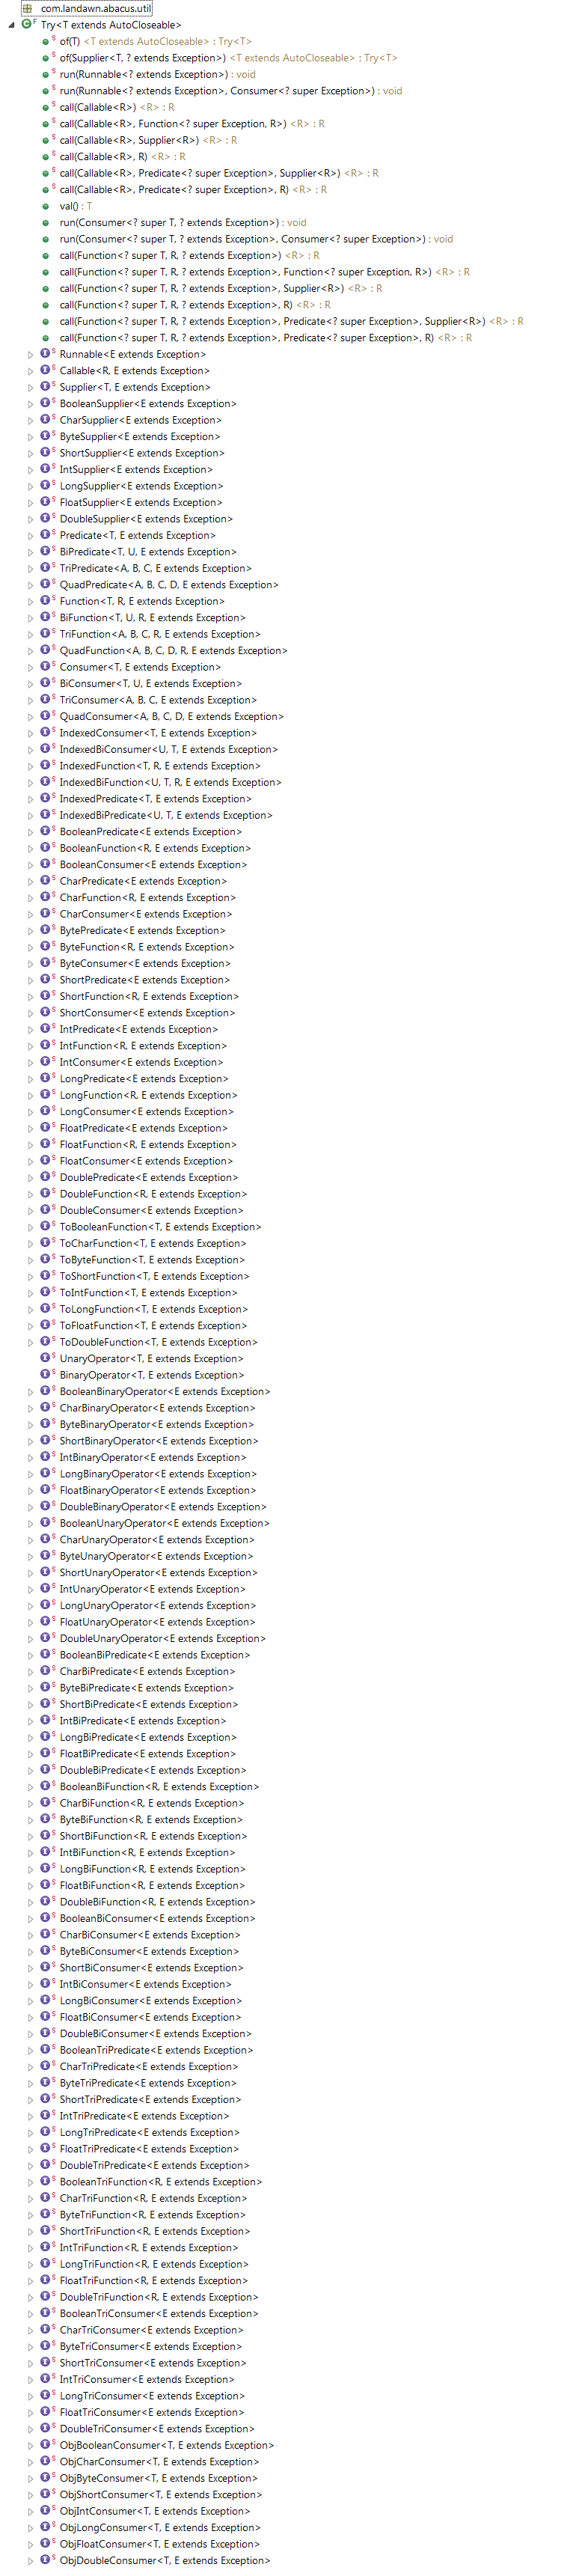 com.landawn.abacus.util
Try<T extends AutoCloseable>
of(T) <T extends AutoCloseable> : Try<T>
of(Supplier<T, ? extends Exception>) <T extends AutoCloseable> : Try<T>
run(Runnable<? extends Exception>) : void
run(Runnable<? extends Exception>, Consumer<? super Exception>) : void
call(Callable<R>) <R> : R
call(Callable<R>, Function<? super Exception, R>) <R> : R
call(Callable<R>, Supplier<R>) <R> : R
call(Callable<R>, R) <R> : R
call(Callable<R>, Predicate<? super Exception>, Supplier<R>) <R> : R
call(Callable<R>, Predicate<? super Exception>, R) <R> : R
val() : T
run(Consumer<? super T, ? extends Exception>) : void
run(Consumer<? super T, ? extends Exception>, Consumer<? super Exception>) : void
call(Function<? super T, R, ? extends Exception>) <R> : R
call(Function<? super T, R, ? extends Exception>, Function<? super Exception, R>) <R> : R
call(Function<? super T, R, ? extends Exception>, Supplier<R>) <R> : R
call(Function<? super T, R, ? extends Exception>, R) <R> : R
call(Function<? super T, R, ? extends Exception>, Predicate<? super Exception>, Supplier<R>) <R> : R
call(Function<? super T, R, ? extends Exception>, Predicate<? super Exception>, R) <R> : R
Runnable<E extends Exception>
Callable<R, E extends Exception>
Supplier<T, E extends Exception>
BooleanSupplier<E extends Exception>
CharSupplier<E extends Exception>
ByteSupplier<E extends Exception>
ShortSupplier<E extends Exception>
IntSupplier<E extends Exception>
LongSupplier<E extends Exception>
FloatSupplier<E extends Exception>
DoubleSupplier<E extends Exception>
Predicate<T, E extends Exception>
BiPredicate<T, U, E extends Exception>
TriPredicate<A, B, C, E extends Exception>
QuadPredicate<A, B, C, D, E extends Exception>
Function<T, R, E extends Exception>
BiFunction<T, U, R, E extends Exception>
TriFunction<A, B, C, R, E extends Exception>
QuadFunction<A, B, C, D, R, E extends Exception>
Consumer<T, E extends Exception>
BiConsumer<T, U, E extends Exception>
TriConsumer<A, B, C, E extends Exception>
QuadConsumer<A, B, C, D, E extends Exception>
IndexedConsumer<T, E extends Exception>
IndexedBiConsumer<U, T, E extends Exception>
IndexedFunction<T, R, E extends Exception>
IndexedBiFunction<U, T, R, E extends Exception>
IndexedPredicate<T, E extends Exception>
IndexedBiPredicate<U, T, E extends Exception>
BooleanPredicate<E extends Exception>
BooleanFunction<R, E extends Exception>
BooleanConsumer<E extends Exception>
CharPredicate<E extends Exception>
CharFunction<R, E extends Exception>
CharConsumer<E extends Exception>
BytePredicate<E extends Exception>
ByteFunction<R, E extends Exception>
ByteConsumer<E extends Exception>
ShortPredicate<E extends Exception>
ShortFunction<R, E extends Exception>
ShortConsumer<E extends Exception>
IntPredicate<E extends Exception>
IntFunction<R, E extends Exception>
IntConsumer<E extends Exception>
LongPredicate<E extends Exception>
LongFunction<R, E extends Exception>
LongConsumer<E extends Exception>
FloatPredicate<E extends Exception>
FloatFunction<R, E extends Exception>
FloatConsumer<E extends Exception>
DoublePredicate<E extends Exception>
DoubleFunction<R, E extends Exception>
DoubleConsumer<E extends Exception>
ToBooleanFunction<T, E extends Exception>
ToCharFunction<T, E extends Exception>
ToByteFunction<T, E extends Exception>
ToShortFunction<T, E extends Exception>
ToIntFunction<T, E extends Exception>
ToLongFunction<T, E extends Exception>
ToFloatFunction<T, E extends Exception>
ToDoubleFunction<T, E extends Exception>
UnaryOperator<T, E extends Exception>
BinaryOperator<T, E extends Exception>
BooleanBinaryOperator<E extends Exception>
CharBinaryOperator<E extends Exception>
ByteBinaryOperator<E extends Exception>
ShortBinaryOperator<E extends Exception>
IntBinaryOperator<E extends Exception>
LongBinaryOperator<E extends Exception>
FloatBinaryOperator<E extends Exception>
DoubleBinaryOperator<E extends Exception>
BooleanUnaryOperator<E extends Exception>
CharUnaryOperator<E extends Exception>
ByteUnaryOperator<E extends Exception>
ShortUnaryOperator<E extends Exception>
IntUnaryOperator<E extends Exception>
LongUnaryOperator<E extends Exception>
FloatUnaryOperator<E extends Exception>
DoubleUnaryOperator<E extends Exception>
BooleanBiPredicate<E extends Exception>
CharBiPredicate<E extends Exception>
ByteBiPredicate<E extends Exception>
ShortBiPredicate<E extends Exception>
IntBiPredicate<E extends Exception>
LongBiPredicate<E extends Exception>
FloatBiPredicate<E extends Exception>
DoubleBiPredicate<E extends Exception>
BooleanBiFunction<R, E extends Exception>
CharBiFunction<R, E extends Exception>
ByteBiFunction<R, E extends Exception>
ShortBiFunction<R, E extends Exception>
IntBiFunction<R, E extends Exception>
LongBiFunction<R, E extends Exception>
FloatBiFunction<R, E extends Exception>
DoubleBiFunction<R, E extends Exception>
BooleanBiConsumer<E extends Exception>
CharBiConsumer<E extends Exception>
ByteBiConsumer<E extends Exception>
ShortBiConsumer<E extends Exception>
IntBiConsumer<E extends Exception>
LongBiConsumer<E extends Exception>
FloatBiConsumer<E extends Exception>
DoubleBiConsumer<E extends Exception>
BooleanTriPredicate<E extends Exception>
CharTriPredicate<E extends Exception>
ByteTriPredicate<E extends Exception>
ShortTriPredicate<E extends Exception>
IntTriPredicate<E extends Exception>
LongTriPredicate<E extends Exception>
FloatTriPredicate<E extends Exception>
DoubleTriPredicate<E extends Exception>
BooleanTriFunction<R, E extends Exception>
CharTriFunction<R, E extends Exception>
ByteTriFunction<R, E extends Exception>
ShortTriFunction<R, E extends Exception>
IntTriFunction<R, E extends Exception>
LongTriFunction<R, E extends Exception>
FloatTriFunction<R, E extends Exception>
DoubleTriFunction<R, E extends Exception>
BooleanTriConsumer<E extends Exception>
CharTriConsumer<E extends Exception>
ByteTriConsumer<E extends Exception>
ShortTriConsumer<E extends Exception>
IntTriConsumer<E extends Exception>
LongTriConsumer<E extends Exception>
FloatTriConsumer<E extends Exception>
DoubleTriConsumer<E extends Exception>
ObjBooleanConsumer<T, E extends Exception>
ObjCharConsumer<T, E extends Exception>
ObjByteConsumer<T, E extends Exception>
ObjShortConsumer<T, E extends Exception>
ObjIntConsumer<T, E extends Exception>
ObjLongConsumer<T, E extends Exception>
ObjFloatConsumer<T, E extends Exception>
ObjDoubleConsumer<T, E extends Exception>